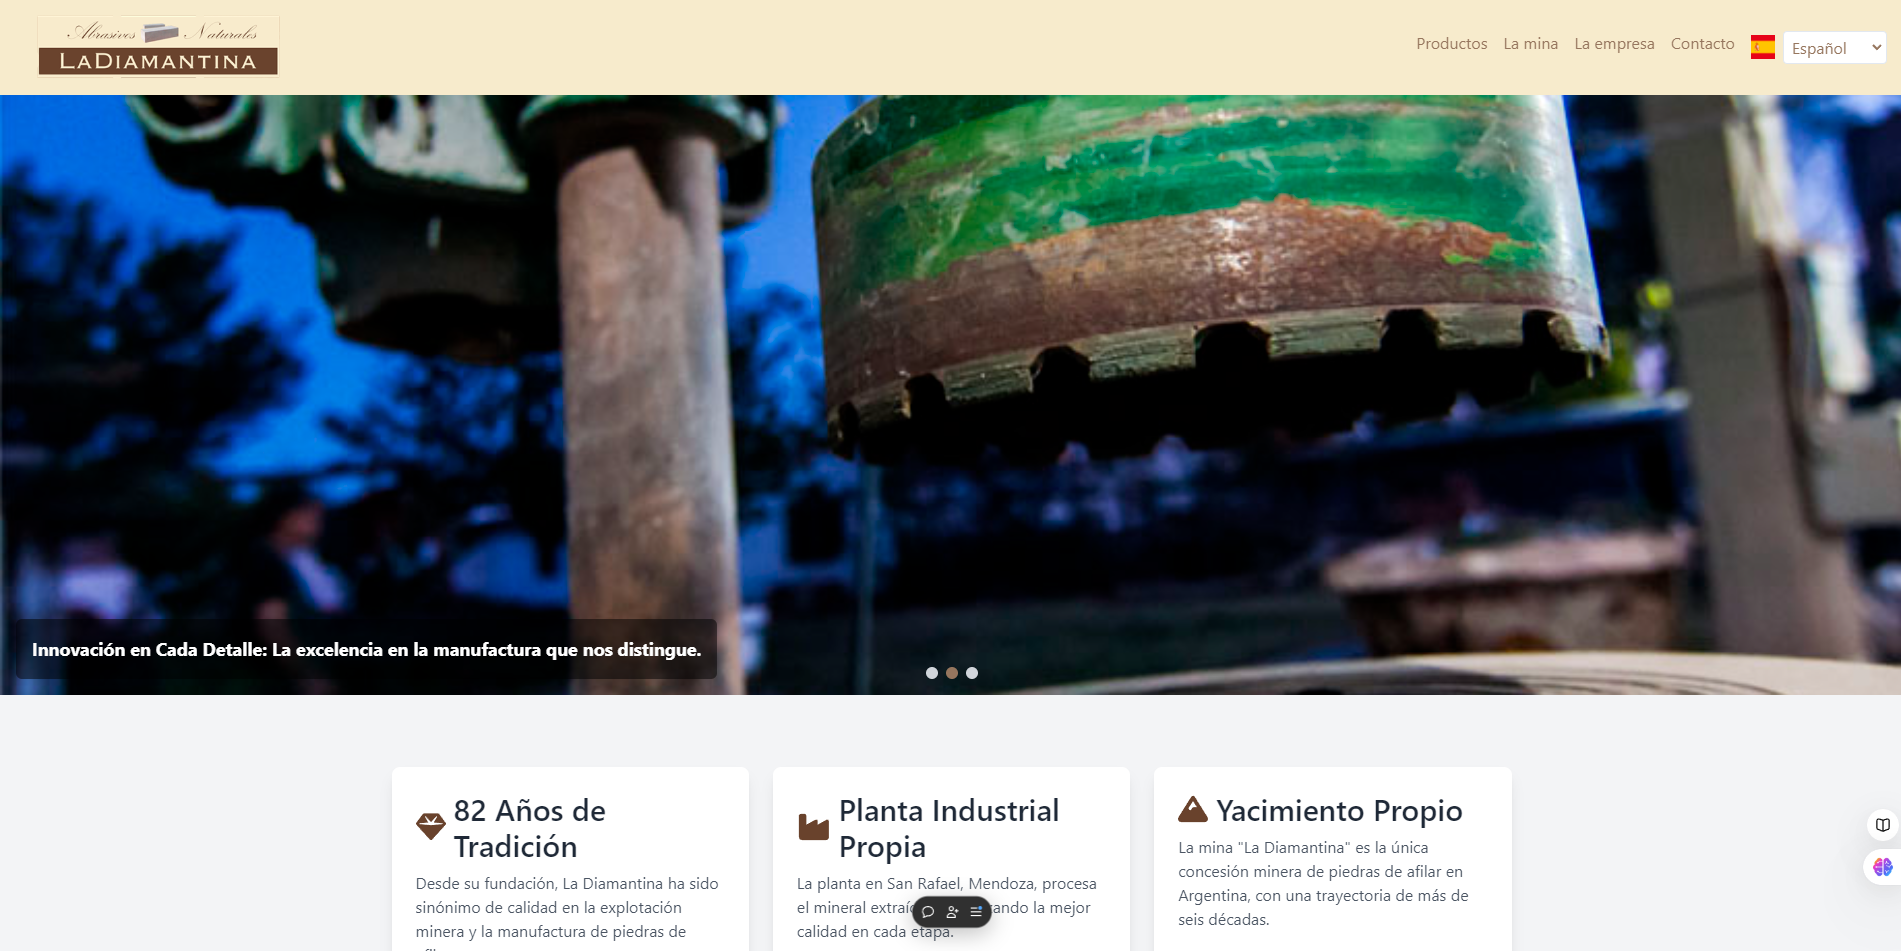 Abrasivos Naturales
LADIAMANTINA
Productos La mina La empresa Contacto Español
Innovación en Cada Detalle: La excelencia en la manufactura que nos distingue.
82 Años de
Tradición
Desde su fundación, La Diamantina ha sido
sinónimo de calidad en la explotación
minera y la manufactura de piedras de
Planta Industrial
Propia
La planta en San Rafael, Mendoza, procesa
el mineral la mejor
calidad en cada etapa.
Yacimiento Propio
La mina "La Diamantina" es la única
concesión minera de piedras de afilar en
Argentina, con una trayectoria de más de
seis décadas.